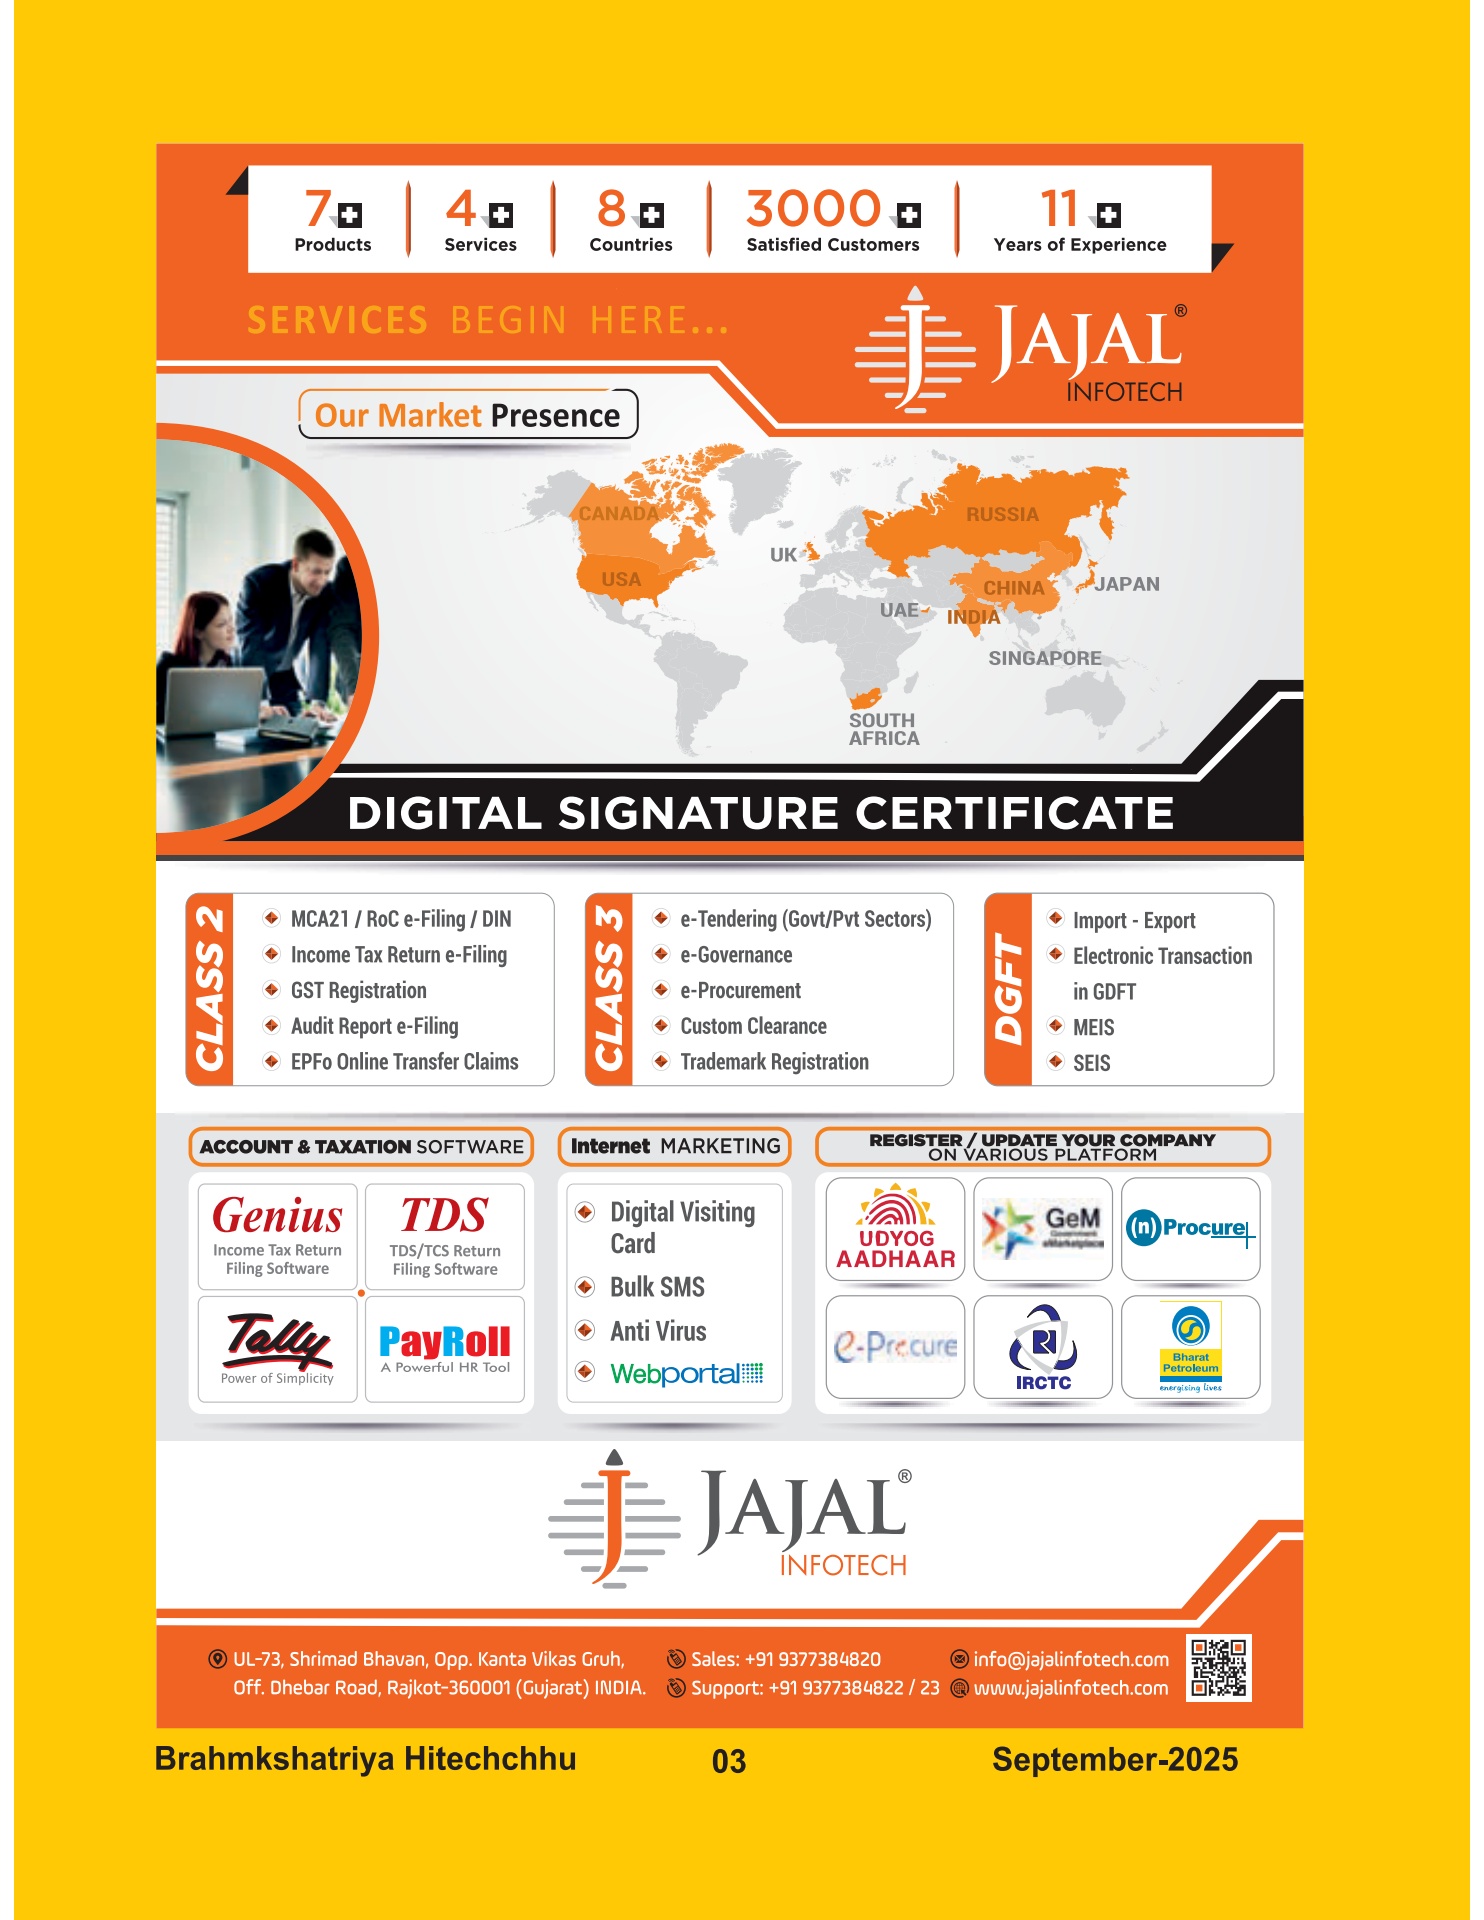 7+ 4+ 8+ 3000+ 11+
Products Services Countries Satisfied Customers Years of Experience
SERVICES BEGIN HERE...
JAJAL®
INFOTECH
Our Market Presence
CANADA
RUSSIA
UK
USA
CHINA
JAPAN
UAE
INDIA
SINGAPORE
SOUTH
AFRICA
DIGITAL SIGNATURE CERTIFICATE
CLASS 2
MCA21 / RoC e-Filing / DIN
Income Tax Return e-Filing
GST Registration
Audit Report e-Filing
EPFo Online Transfer Claims
CLASS 3
e-Tendering (Govt/Pvt Sectors)
e-Governance
e-Procurement
Custom Clearance
Trademark Registration
DGFT
Import - Export
Electronic Transaction
in GDFT
MEIS
SEIS
ACCOUNT & TAXATION SOFTWARE
Genius
Income Tax Return
Filing Software
TDS
TDS/TCS Return
Filing Software
Tally
Power of Simplicity
PayRoll
A Powerful HR Tool
Internet MARKETING
Digital Visiting
Card
Bulk SMS
Anti Virus
Webportal
REGISTER / UPDATE YOUR COMPANY
ON VARIOUS PLATFORM
UDYOG
AADHAAR
GeM
Government
eMarketplace
(n)Procure
e-Procure
IRCTC
Bharat
Petroleum
energising lives
JAJAL®
INFOTECH
UL-73, Shrimad Bhavan, Opp. Kanta Vikas Gruh,
Off. Dhebar Road, Rajkot-360001 (Gujarat) INDIA.
Sales: +91 9377384820
Support: +91 9377384822 / 23
info@jajalinfotech.com
www.jajalinfotech.com
Brahmkshatriya Hitechchhu 03 September-2025